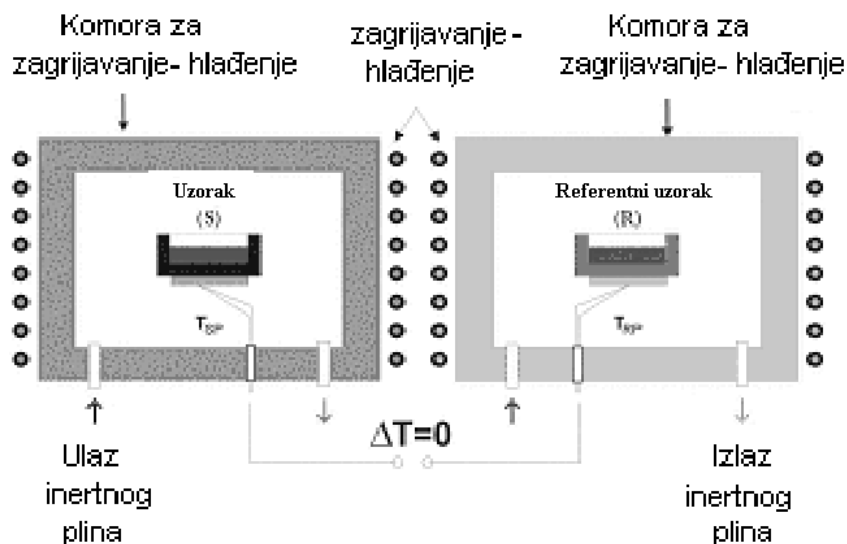 Komora za
zagrijavanje- hlađenje
zagrijavanje-
hlađenje
Komora za
zagrijavanje- hlađenje
Uzorak
(S)
Referentni uzorak
(R)
ΔT=0
Ulaz
inertnog
plina
Izlaz
inertnog
plina